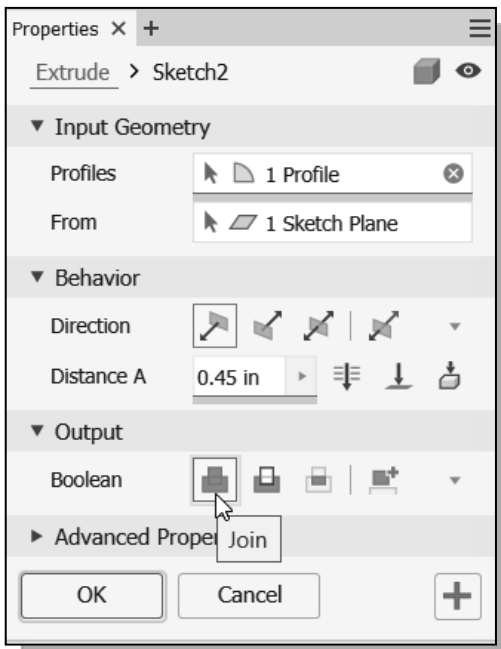 Properties × +
Extrude > Sketch2
Input Geometry
Profiles 1 Profile
From 1 Sketch Plane
Behavior
Direction
Distance A 0.45 in
Output
Boolean
Advanced Proper
Join
OK Cancel +